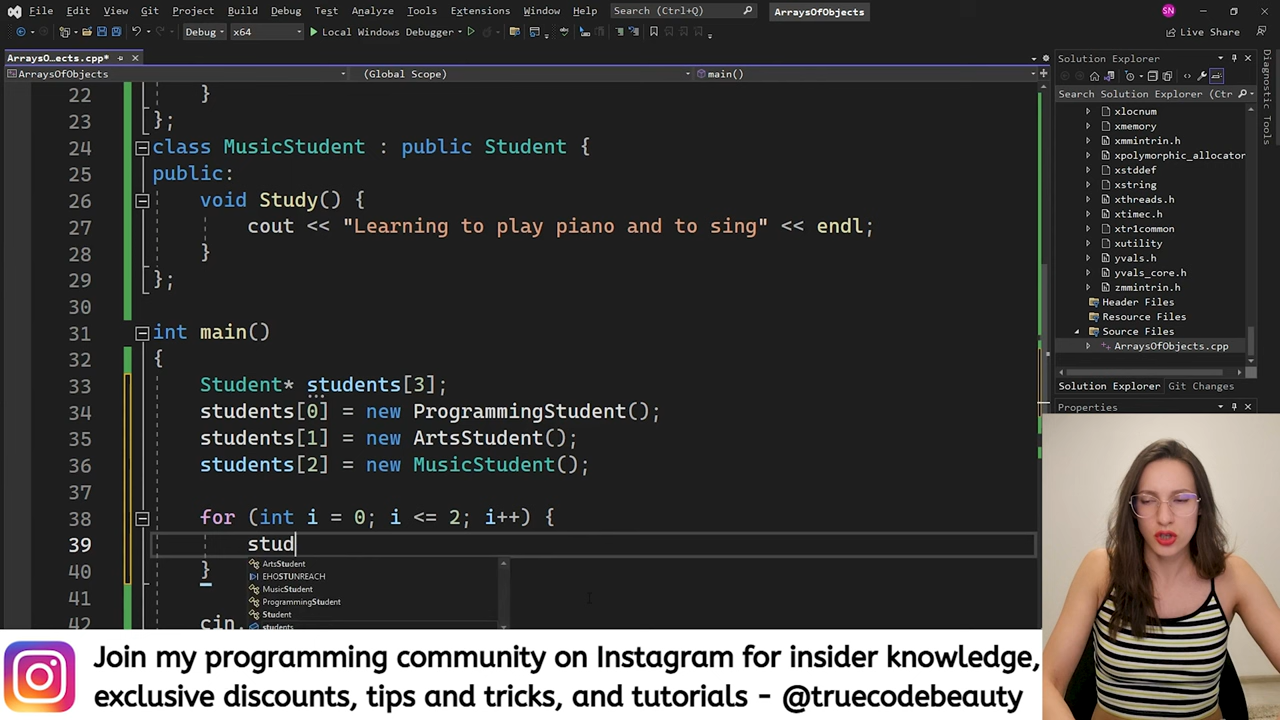 File Edit View Git Project Build Debug Test Analyze Tools Extensions Window Help Search (Ctrl+Q) ArraysOfObjects SN
Debug x64 Local Windows Debugger Live Share
ArraysO...ects.cpp*
ArraysOfObjects (Global Scope) main()
22 }
23 };
24 class MusicStudent : public Student {
25 public:
26 void Study() {
27 cout << "Learning to play piano and to sing" << endl;
28 }
29 };
30
31 int main()
32 {
33 Student* students[3];
34 students[0] = new ProgrammingStudent();
35 students[1] = new ArtsStudent();
36 students[2] = new MusicStudent();
37
38 for (int i = 0; i <= 2; i++) {
39 stud
40 }
41
42 cin.
ArtsStudent
EHOSTUNREACH
MusicStudent
ProgrammingStudent
Student
students
Solution Explorer
Search Solution Explorer (Ctr
xlocnum
xmemory
xmmintrin.h
xpolymorphic_allocator
xstddef
xstring
xthreads.h
xtimec.h
xtr1common
xutility
yvals.h
yvals_core.h
zmmintrin.h
Header Files
Resource Files
Source Files
ArraysOfObjects.cpp
Solution Explorer Git Changes
Properties
Diagnostic Tools
Join my programming community on Instagram for insider knowledge,
exclusive discounts, tips and tricks, and tutorials - @truecodebeauty